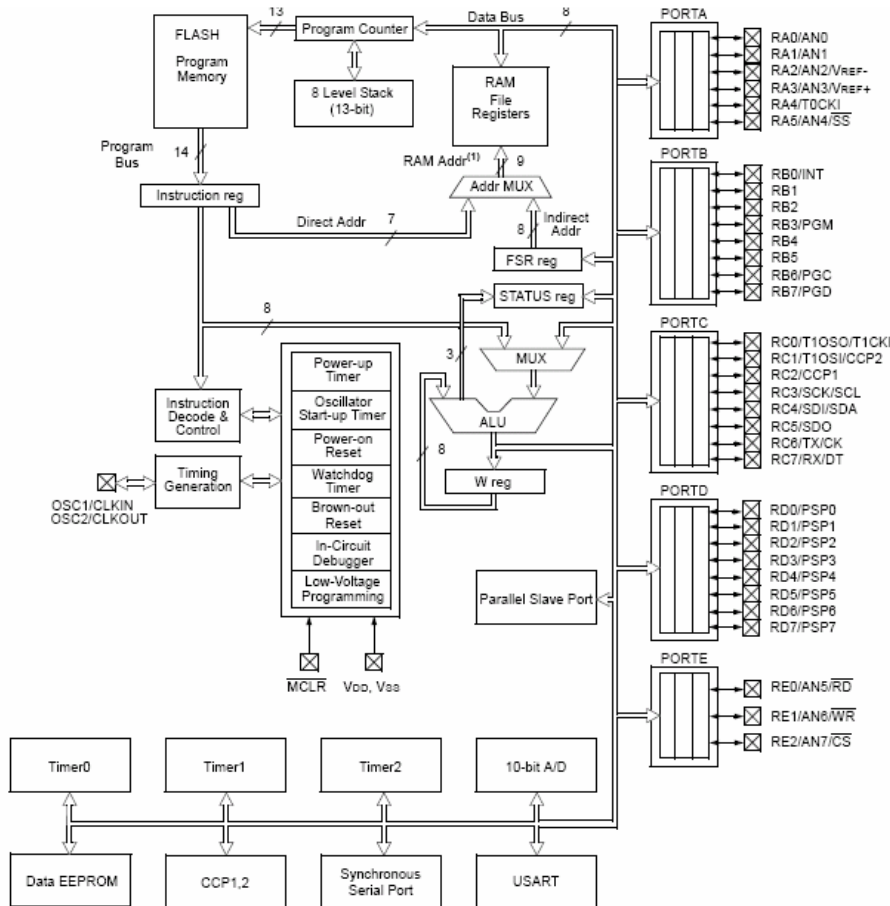 13
Data Bus
8
PORTA
FLASH
Program
Memory
Program Counter
RA0/AN0
RA1/AN1
RA2/AN2/VREF-
RA3/AN3/VREF+
RA4/T0CKI
RA5/AN4/SS
8 Level Stack
(13-bit)
RAM
File
Registers
Program
Bus
14
RAM Addr(1)
9
PORTB
Instruction reg
Addr MUX
RB0/INT
RB1
RB2
RB3/PGM
RB4
RB5
RB6/PGC
RB7/PGD
Direct Addr
7
8
Indirect
Addr
FSR reg
STATUS reg
8
3
MUX
PORTC
RC0/T1OSO/T1CKI
RC1/T1OSI/CCP2
RC2/CCP1
RC3/SCK/SCL
RC4/SDI/SDA
RC5/SDO
RC6/TX/CK
RC7/RX/DT
Power-up
Timer
Instruction
Decode &
Control
Oscillator
Start-up Timer
ALU
Power-on
Reset
8
Timing
Generation
Watchdog
Timer
W reg
OSC1/CLKIN
OSC2/CLKOUT
Brown-out
Reset
PORTD
In-Circuit
Debugger
RD0/PSP0
RD1/PSP1
RD2/PSP2
RD3/PSP3
RD4/PSP4
RD5/PSP5
RD6/PSP6
RD7/PSP7
Low-Voltage
Programming
Parallel Slave Port
MCLR
VDD, VSS
PORTE
RE0/AN5/RD
RE1/AN6/WR
RE2/AN7/CS
Timer0
Timer1
Timer2
10-bit A/D
Data EEPROM
CCP1,2
Synchronous
Serial Port
USART